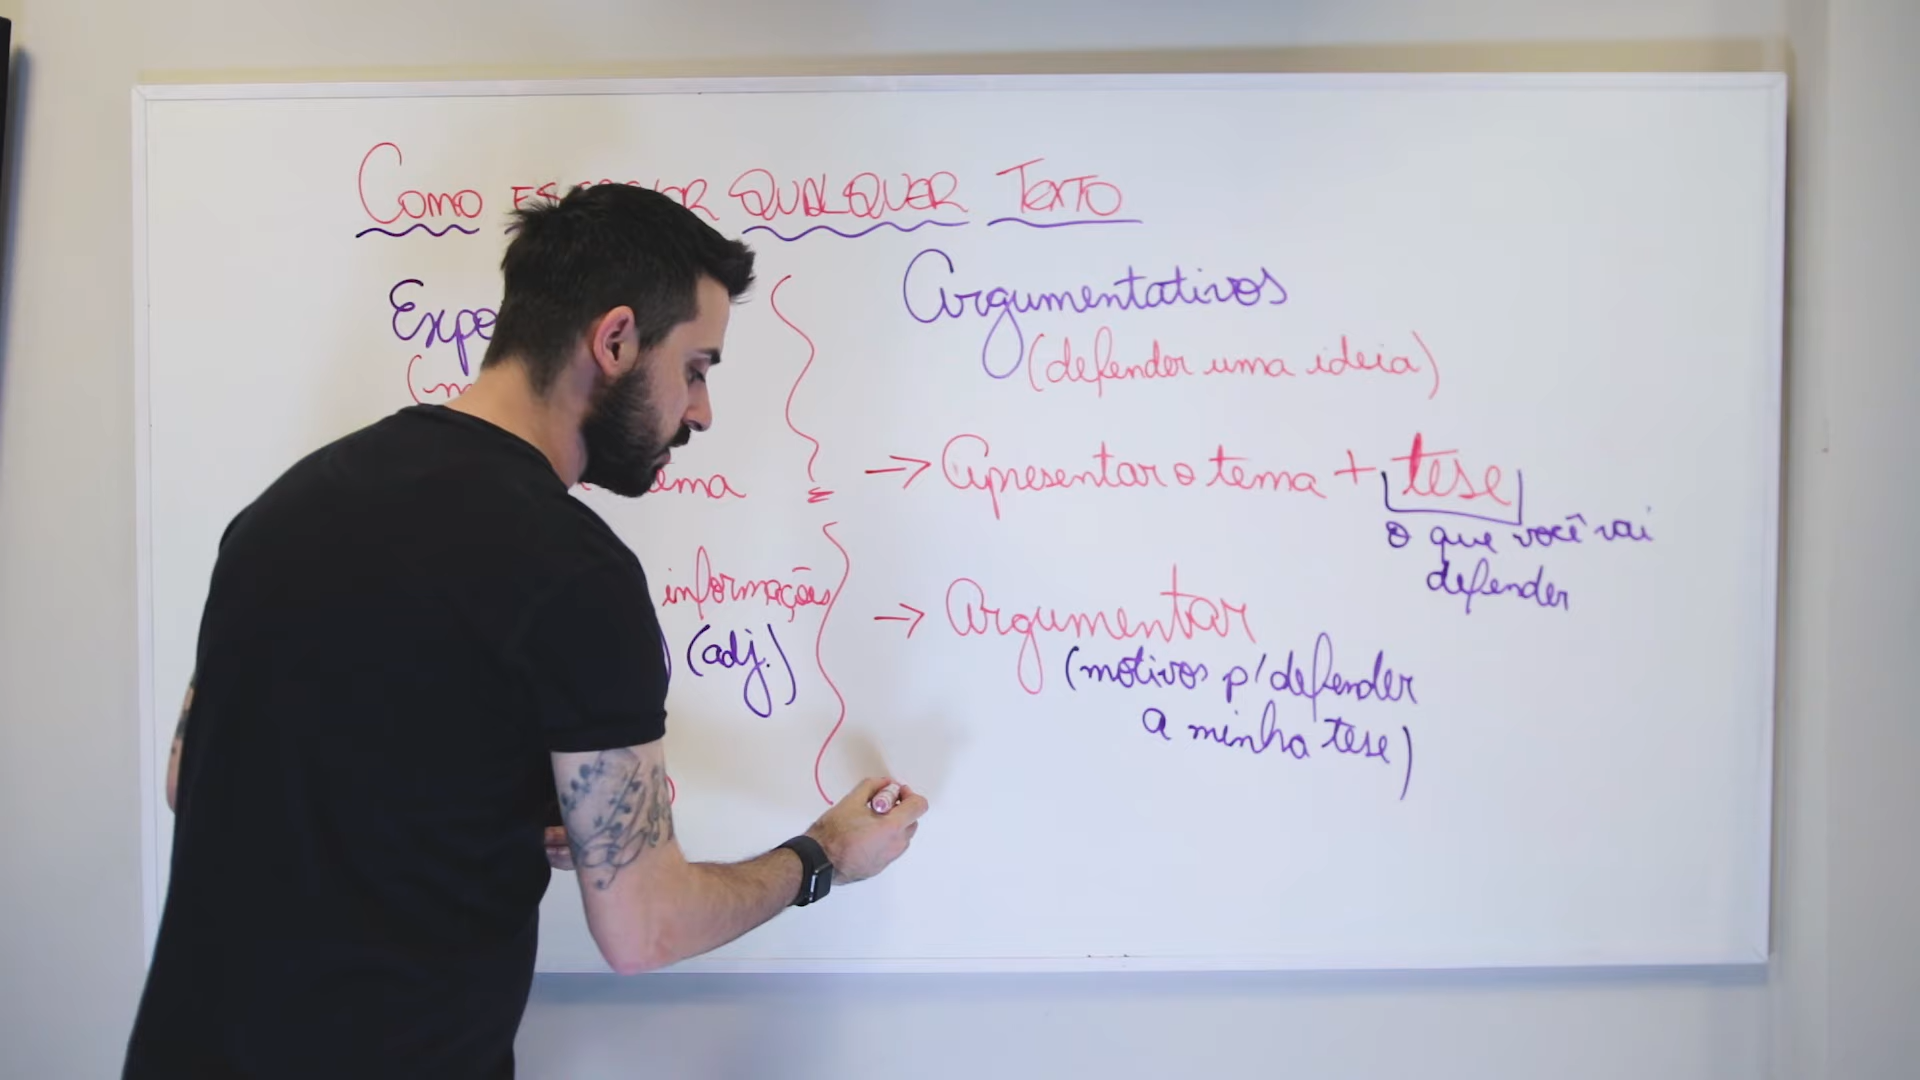 Como QUALQUER TEXTO
Argumentativos
(defender uma ideia)
→ Apresentar o tema + tese
o que você vai
defender
informações
(adj.)
→ Argumentar
(motivos p/ defender
a minha tese)